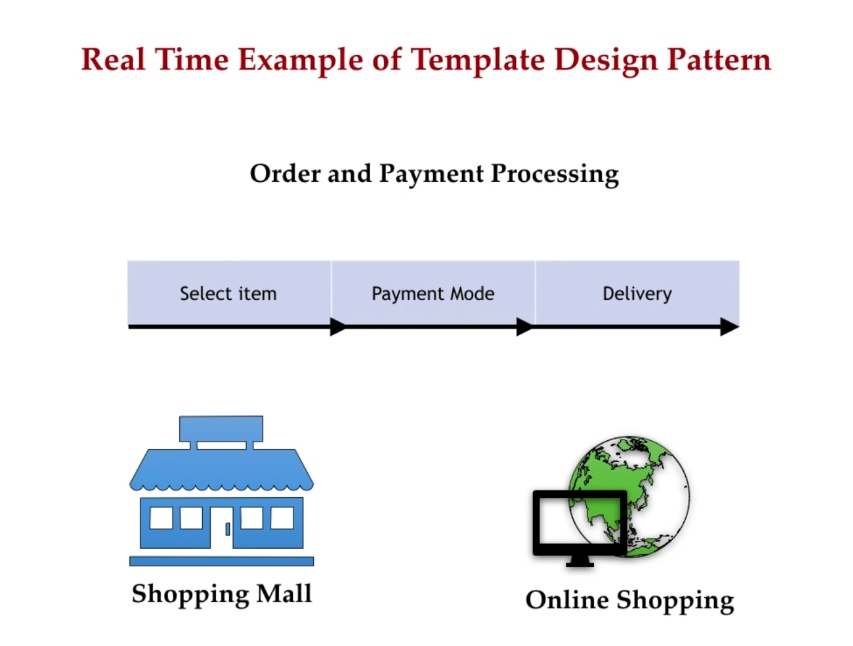 Real Time Example of Template Design Pattern
Order and Payment Processing
Select item
Payment Mode
Delivery
Shopping Mall
Online Shopping